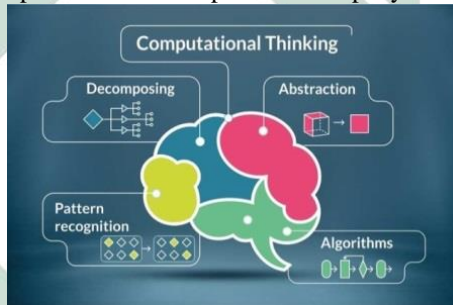 Computational Thinking
Decomposing
Abstraction
Pattern
recognition
Algorithms